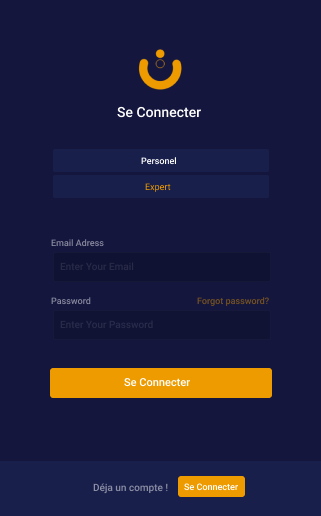 Se Connecter
Personel
Expert
Email Adress
Enter Your Email
Password Forgot password?
Enter Your Password
Se Connecter
Déja un compte ! Se Connecter